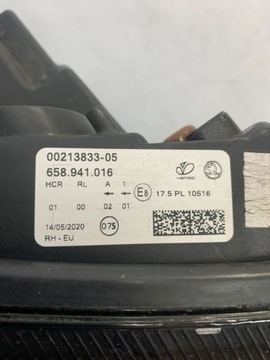 00213833-05
658.941.016
HCR RL A 1 E8 17.5 PL 10516
01 00 02 01
14/05/2020 07S
RH - EU